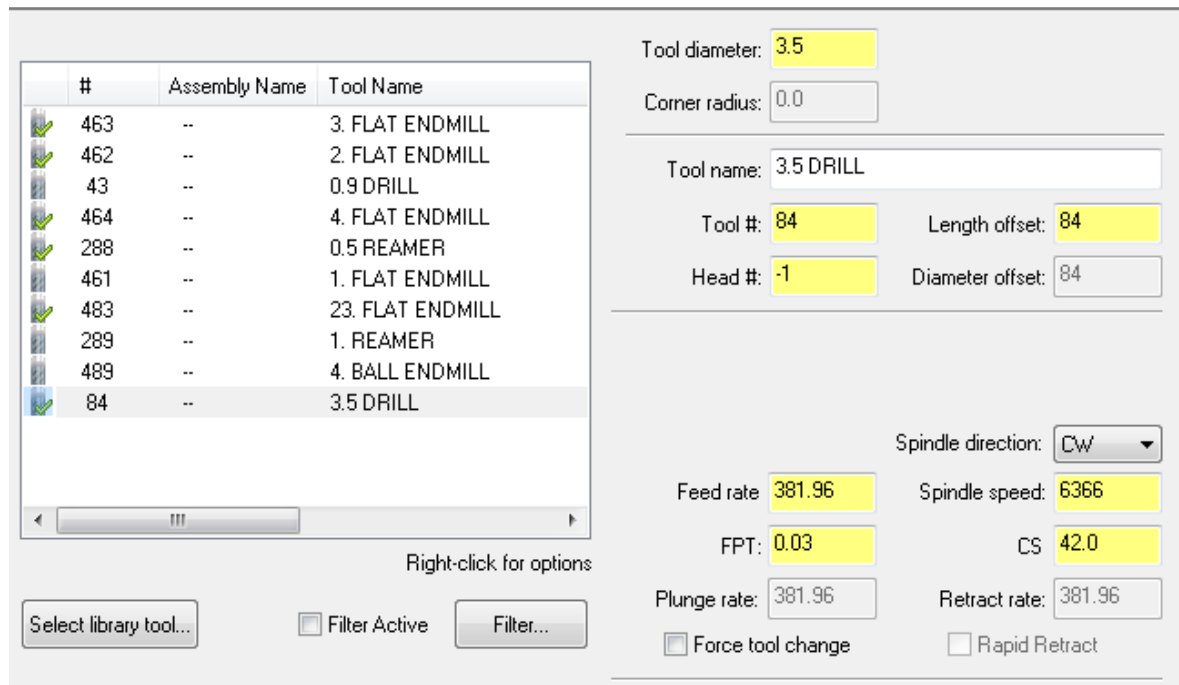 # Assembly Name Tool Name
463 -- 3. FLAT ENDMILL
462 -- 2. FLAT ENDMILL
43 -- 0.9 DRILL
464 -- 4. FLAT ENDMILL
288 -- 0.5 REAMER
461 -- 1. FLAT ENDMILL
483 -- 23. FLAT ENDMILL
289 -- 1. REAMER
489 -- 4. BALL ENDMILL
84 -- 3.5 DRILL
Right-click for options
Select library tool... Filter Active Filter...
Tool diameter: 3.5
Corner radius: 0.0
Tool name: 3.5 DRILL
Tool #: 84 Length offset: 84
Head #: -1 Diameter offset: 84
Spindle direction: CW
Feed rate 381.96 Spindle speed: 6366
FPT: 0.03 CS 42.0
Plunge rate: 381.96 Retract rate: 381.96
Force tool change Rapid Retract